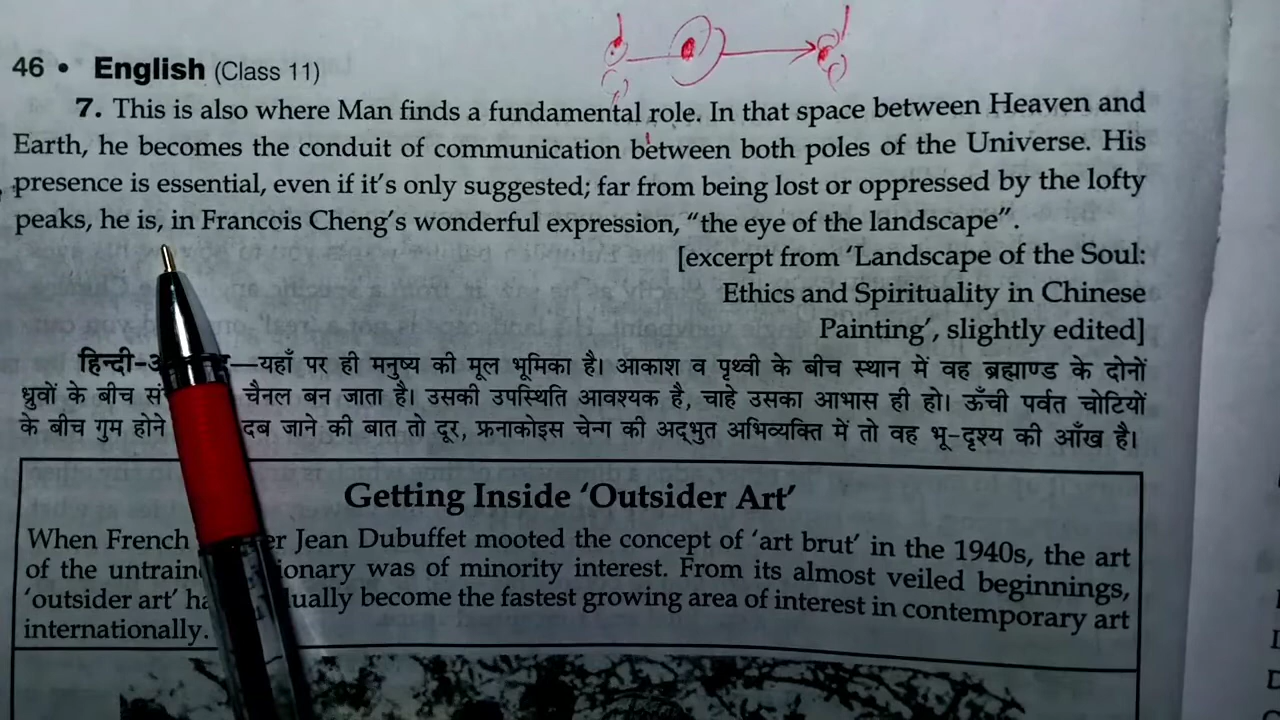 46 • English (Class 11)
7. This is also where Man finds a fundamental role. In that space between Heaven and
Earth, he becomes the conduit of communication between both poles of the Universe. His
presence is essential, even if it's only suggested; far from being lost or oppressed by the lofty
peaks, he is, in Francois Cheng's wonderful expression, “the eye of the landscape”.
[excerpt from ‘Landscape of the Soul:
Ethics and Spirituality in Chinese
Painting’, slightly edited]
हिन्दी-—यहाँ पर ही मनुष्य की मूल भूमिका है। आकाश व पृथ्वी के बीच स्थान में वह ब्रह्माण्ड के दोनों
ध्रुवों के बीच चैनल बन जाता है। उसकी उपस्थिति आवश्यक है, चाहे उसका आभास ही हो। ऊँची पर्वत चोटियों
के बीच गुम होने दब जाने की बात तो दूर, फ्रनाकोइस चेन्ग की अद्भुत अभिव्यक्ति में तो वह भू-दृश्य की आँख है।
Getting Inside ‘Outsider Art’
When French Jean Dubuffet mooted the concept of ‘art brut’ in the 1940s, the art
of the was of minority interest. From its almost veiled beginnings,
‘outsider art’ become the fastest growing area of interest in contemporary art
internationally.